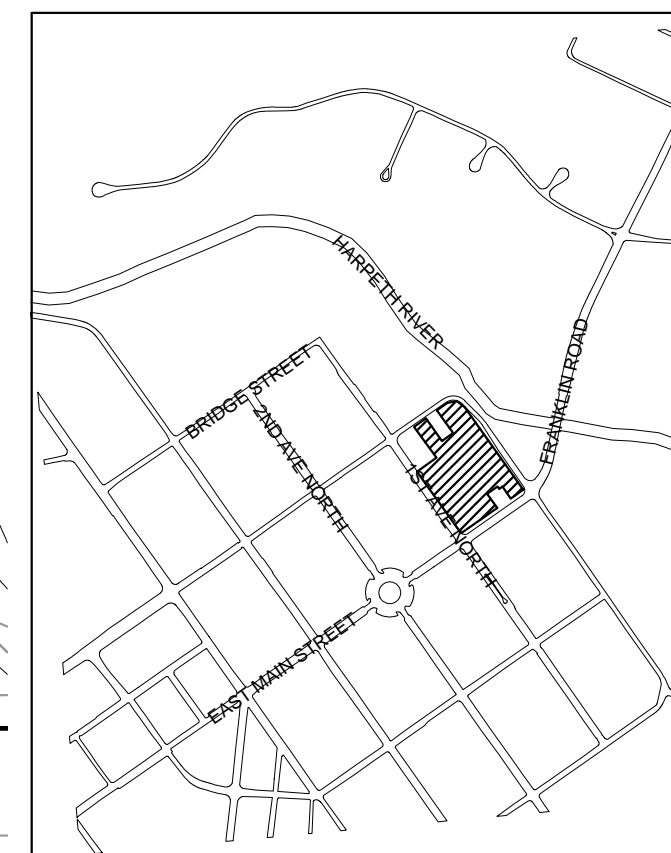 HARPETH RIVER
FRANKLIN ROAD
BRIDGE STREET
2ND AVE NORTH
1ST AVE NORTH
EAST MAIN STREET